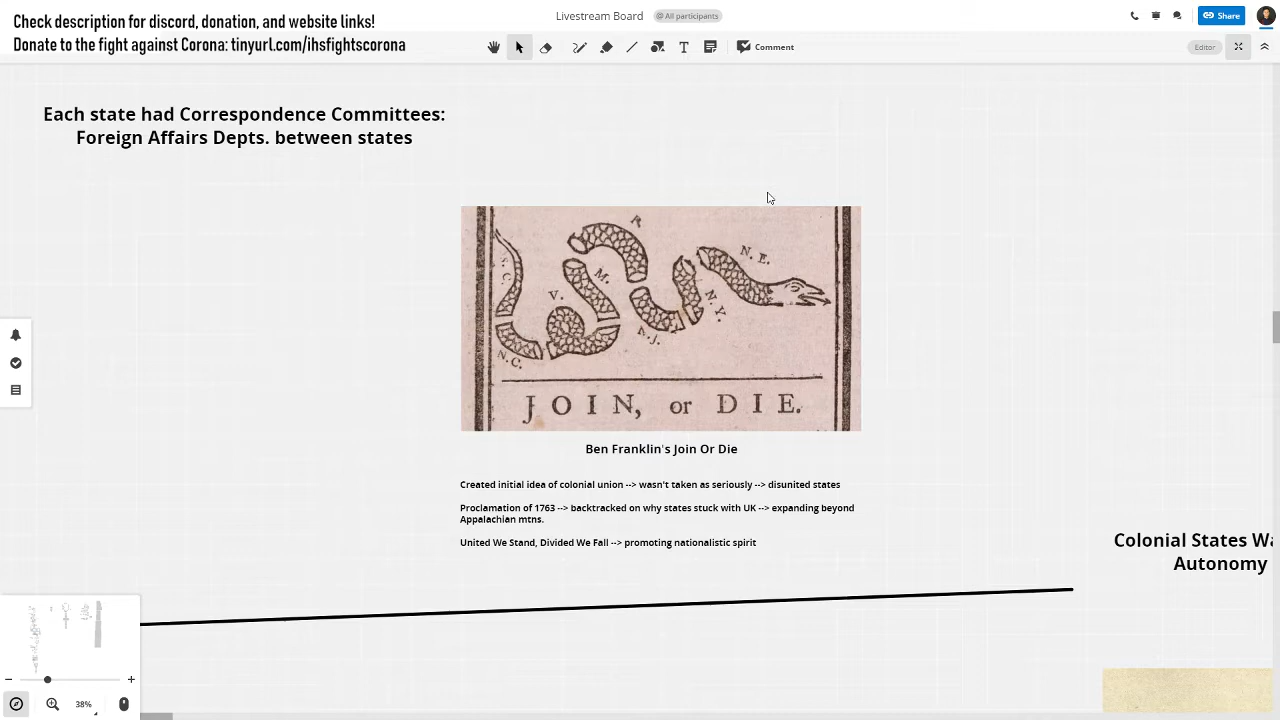 Check description for discord, donation, and website links!
Donate to the fight against Corona: tinyurl.com/ihsfightscorona
Livestream Board
@ All participants
Share
Comment
Editor
Each state had Correspondence Committees:
Foreign Affairs Depts. between states
R
N. E.
M.
V.
N. Y.
N.J.
N.C.
JOIN, or DIE.
Ben Franklin's Join Or Die
Created initial idea of colonial union --> wasn't taken as seriously --> disunited states
Proclamation of 1763 --> backtracked on why states stuck with UK --> expanding beyond
Appalachian mtns.
United We Stand, Divided We Fall --> promoting nationalistic spirit
Colonial States Wa
Autonomy
38%